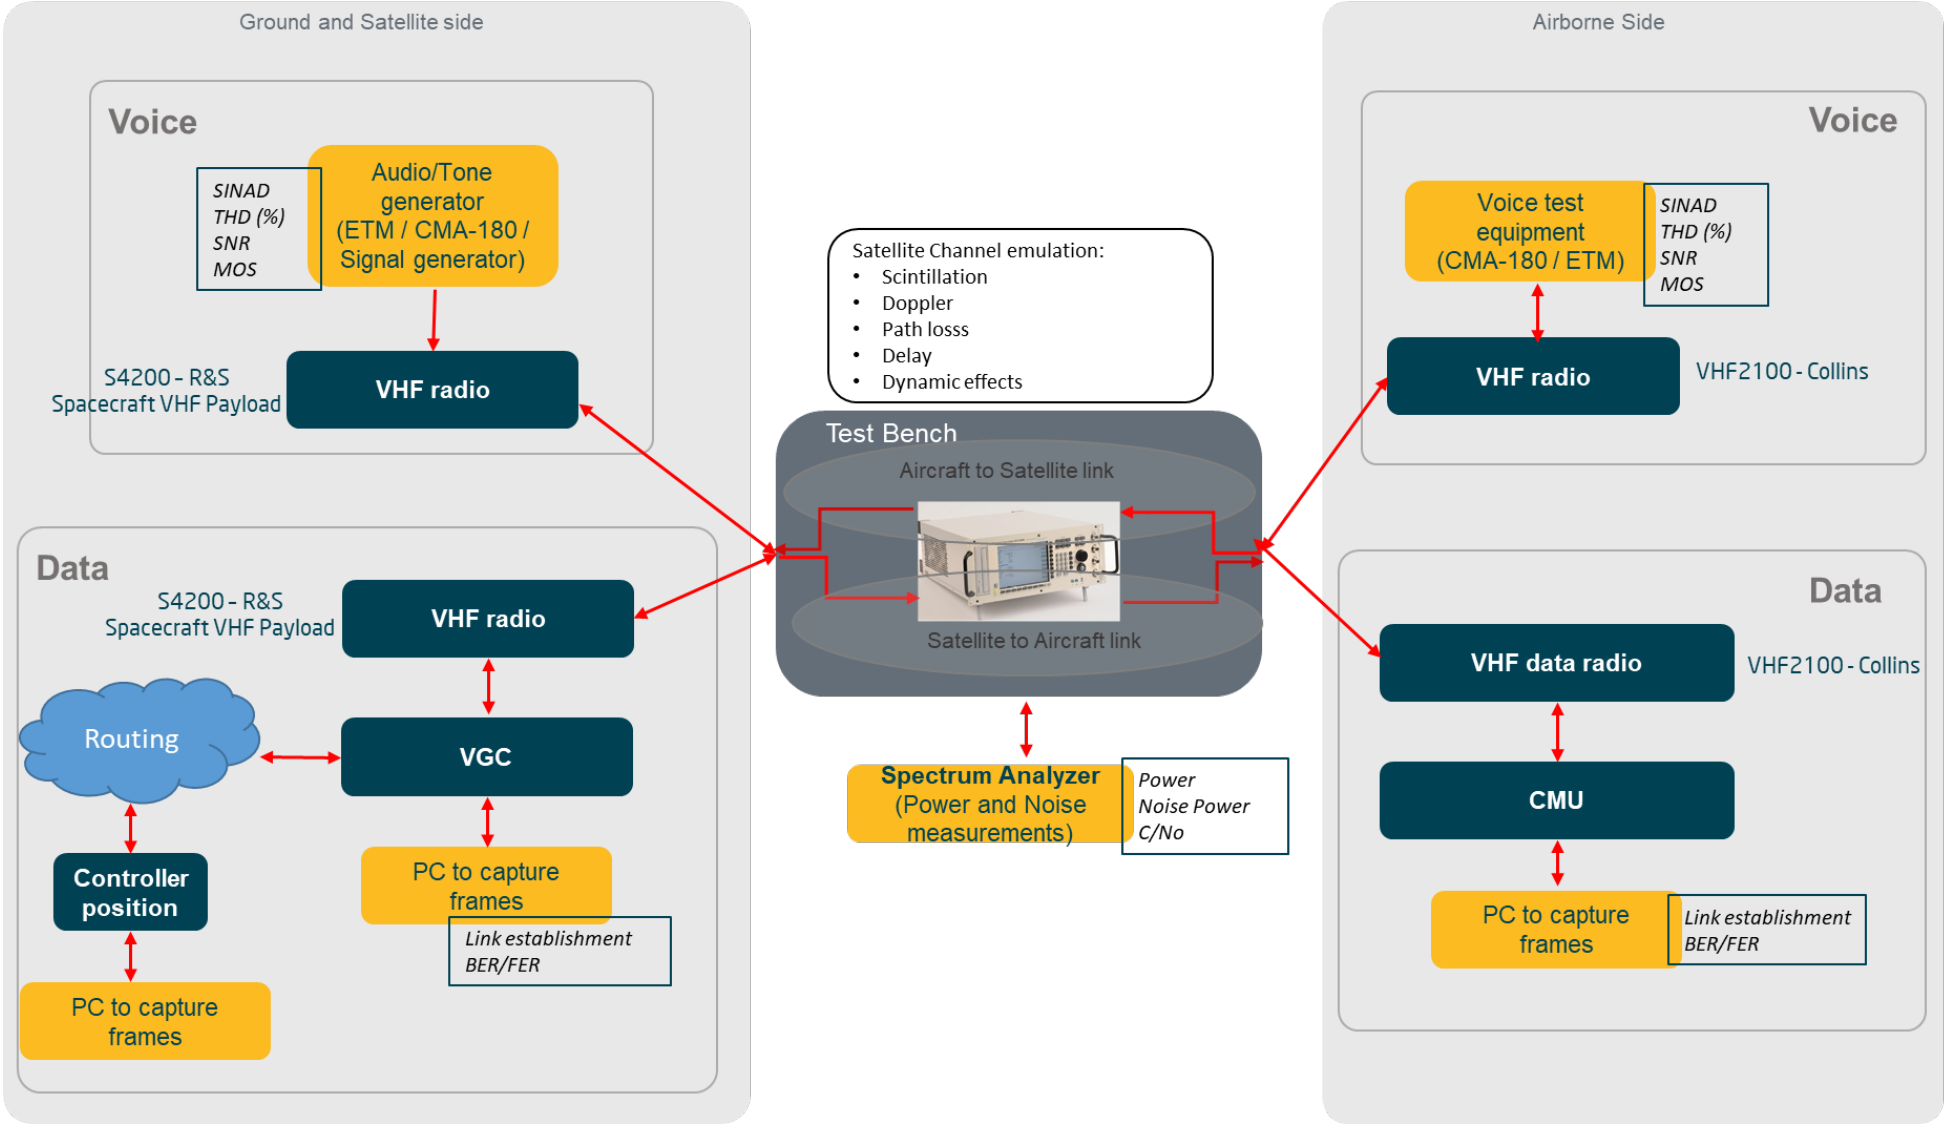 Ground and Satellite side
Voice
SINAD
THD (%)
SNR
MOS
Audio/Tone
generator
(ETM / CMA-180 /
Signal generator)
S4200 - R&S
Spacecraft VHF Payload
VHF radio
Data
S4200 - R&S
Spacecraft VHF Payload
VHF radio
Routing
VGC
Controller
position
PC to capture
frames
Link establishment
BER/FER
PC to capture
frames
Satellite Channel emulation:
• Scintillation
• Doppler
• Path losss
• Delay
• Dynamic effects
Test Bench
Aircraft to Satellite link
Satellite to Aircraft link
Spectrum Analyzer
(Power and Noise
measurements)
Power
Noise Power
C/No
Airborne Side
Voice
Voice test
equipment
(CMA-180 / ETM)
SINAD
THD (%)
SNR
MOS
VHF radio
VHF2100 - Collins
Data
VHF data radio
VHF2100 - Collins
CMU
PC to capture
frames
Link establishment
BER/FER